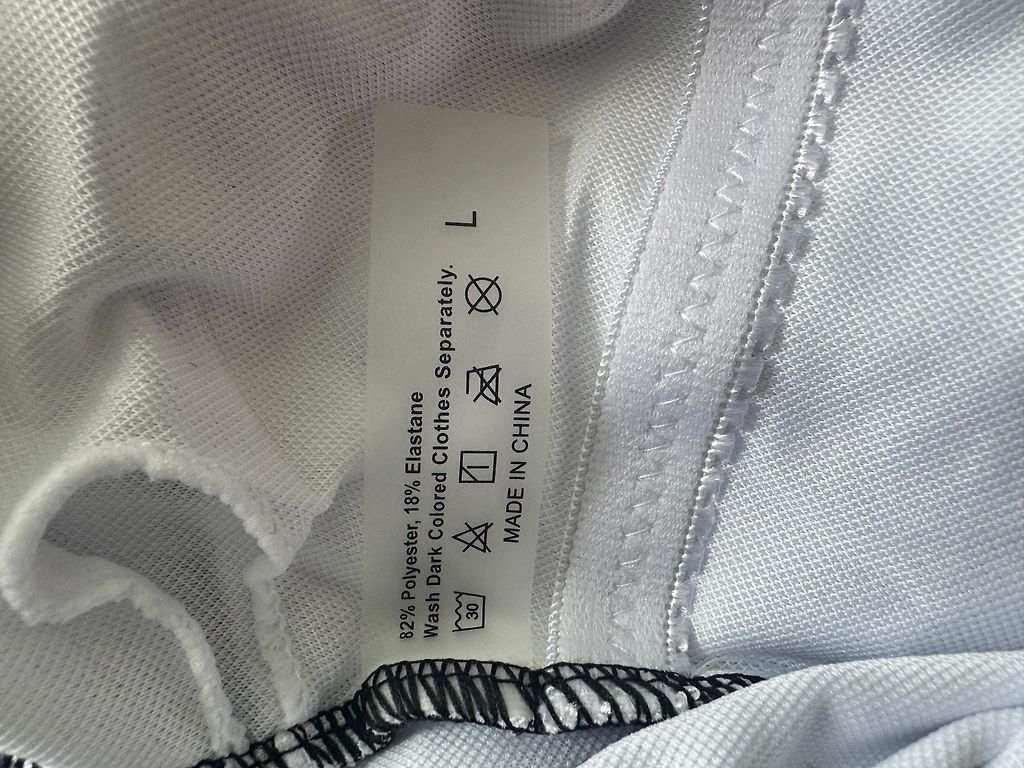 82% Polyester, 18% Elastane
Wash Dark Colored Clothes Separately.
30 L
MADE IN CHINA